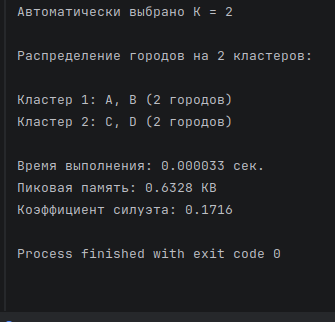 Автоматически выбрано K = 2
Распределение городов на 2 кластеров:
Кластер 1: A, B (2 городов)
Кластер 2: C, D (2 городов)
Время выполнения: 0.000033 сек.
Пиковая память: 0.6328 KB
Коэффициент силуэта: 0.1716
Process finished with exit code 0